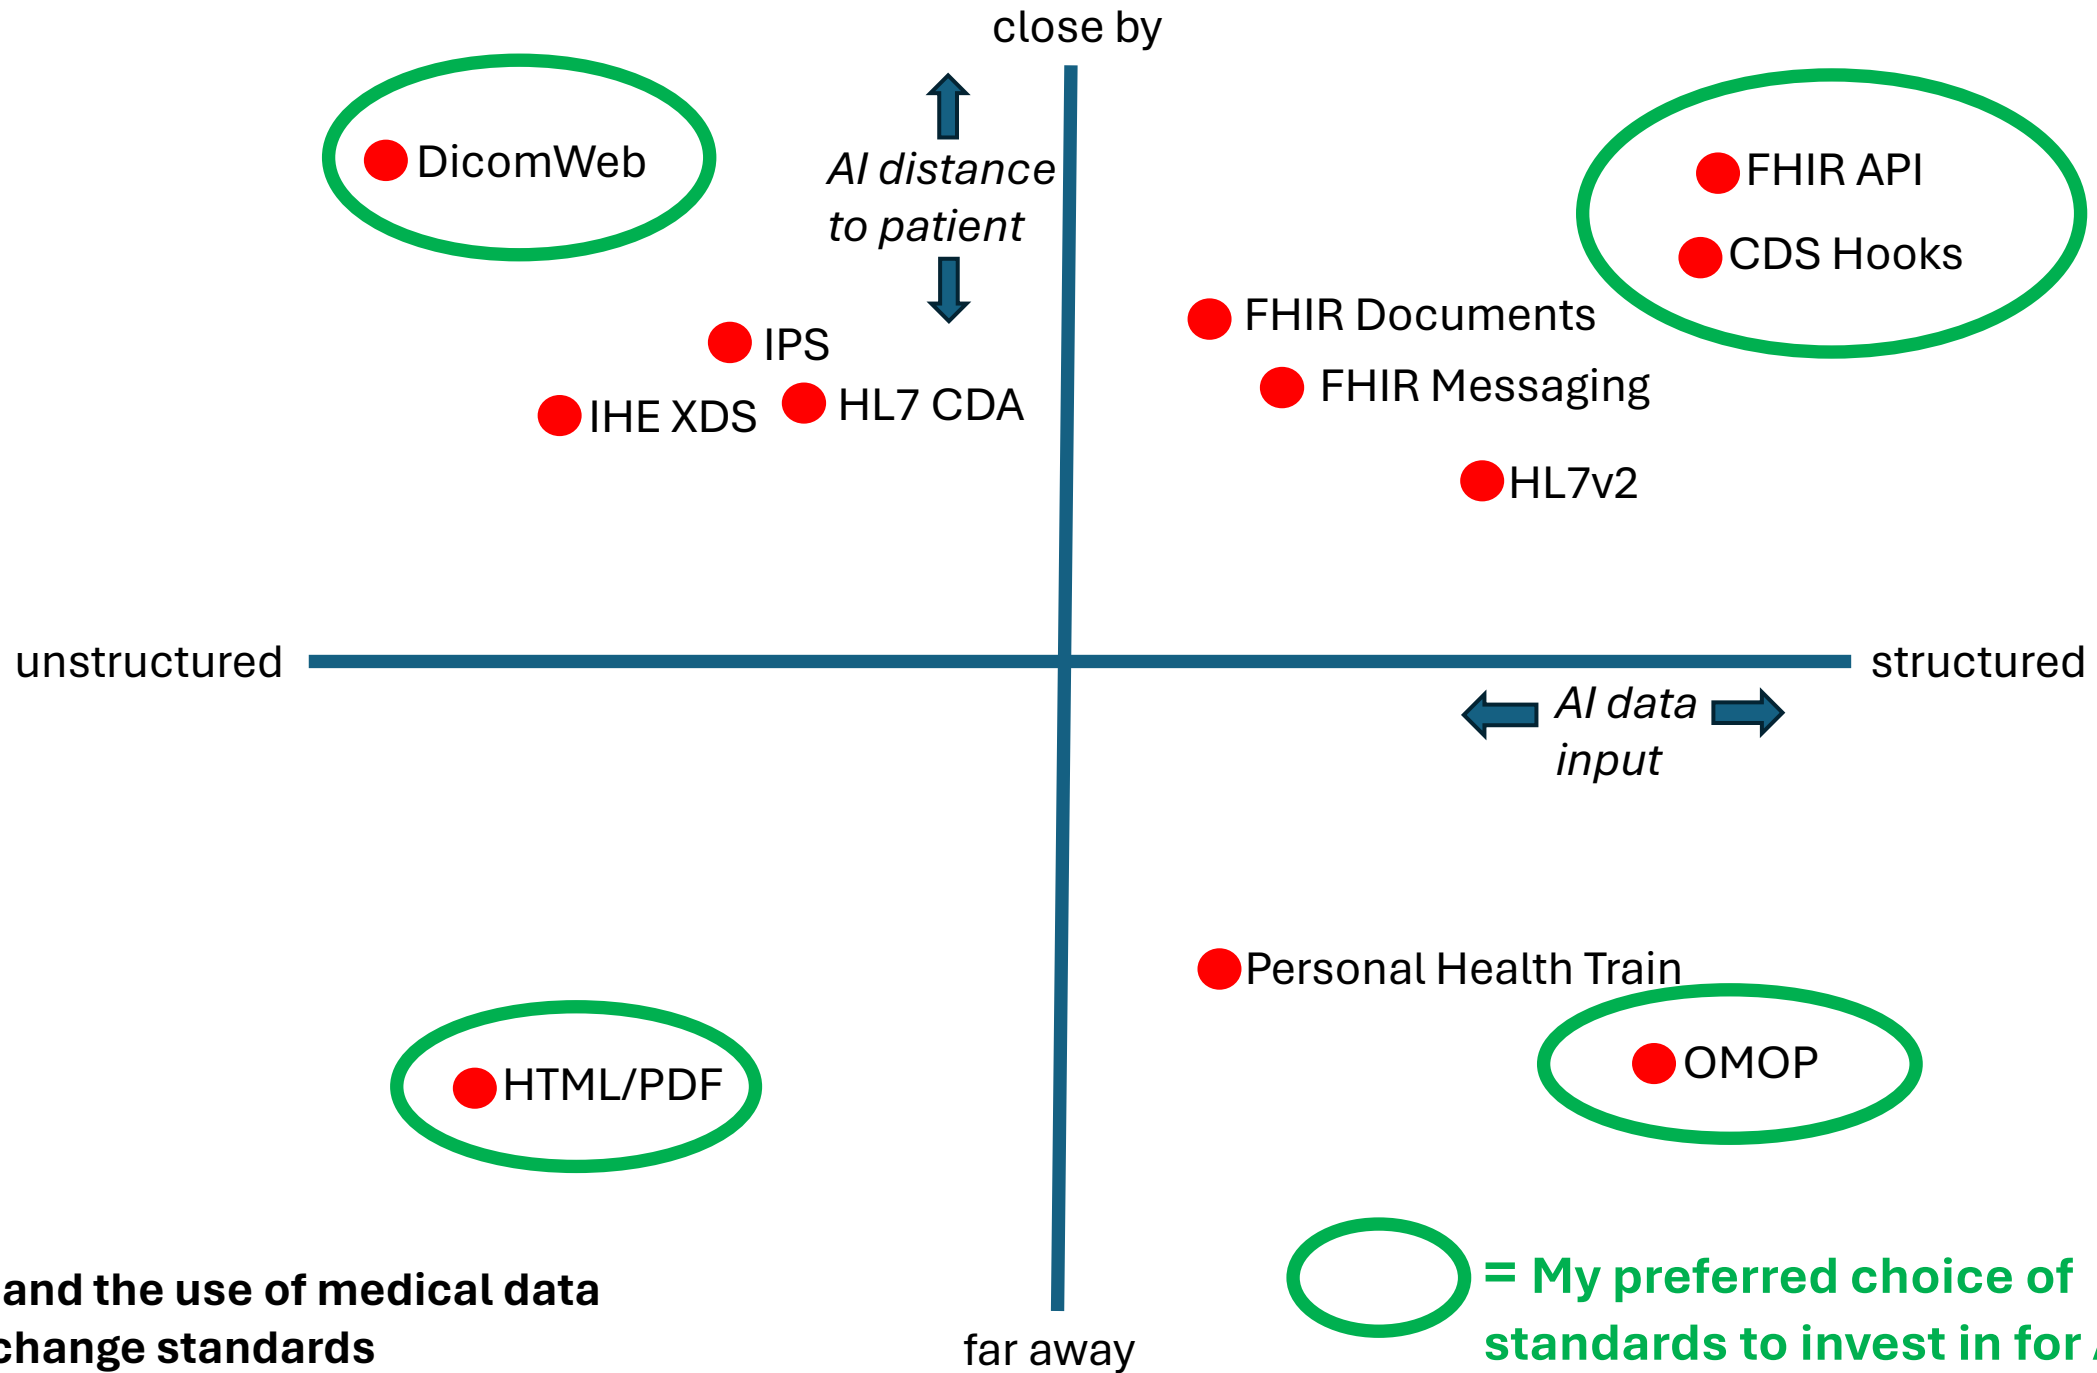 close by
DicomWeb
AI distance
to patient
FHIR API
CDS Hooks
FHIR Documents
IPS
FHIR Messaging
HL7 CDA
IHE XDS
HL7v2
unstructured
structured
AI data
input
Personal Health Train
OMOP
HTML/PDF
= My preferred choice of
standards to invest in for
and the use of medical data
change standards
far away